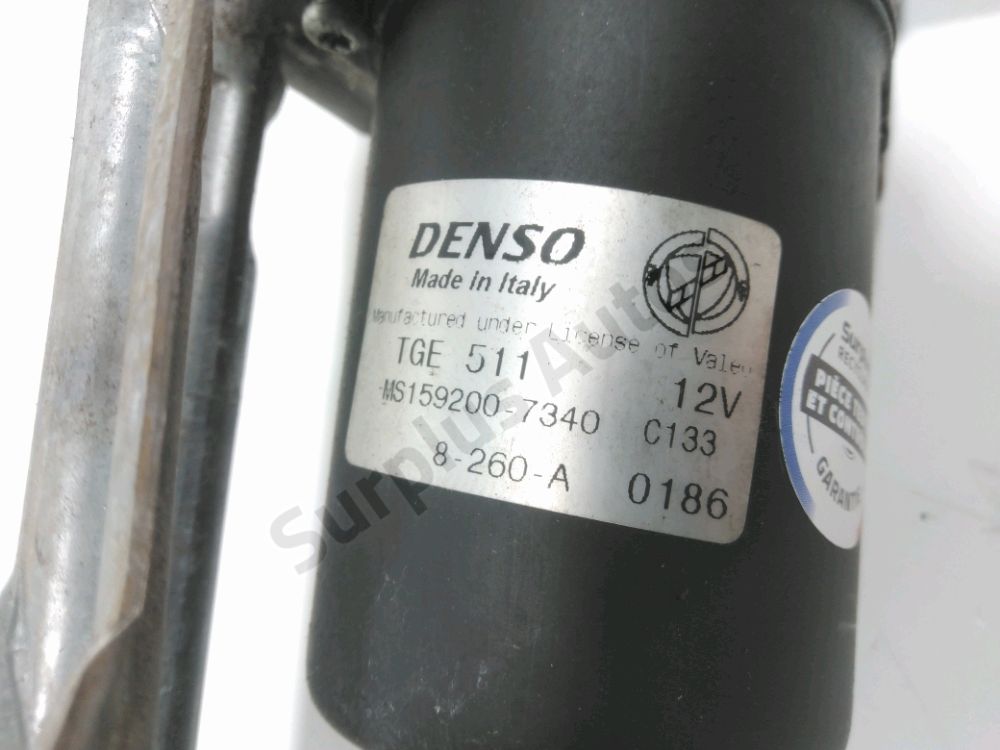 DENSO
Made in Italy
Manufactured under License of Valeo
TGE 511 12V
MS159200-7340 C133
8-260-A 0186
PIÈCE
ET
GARANTI
Surplus Auto